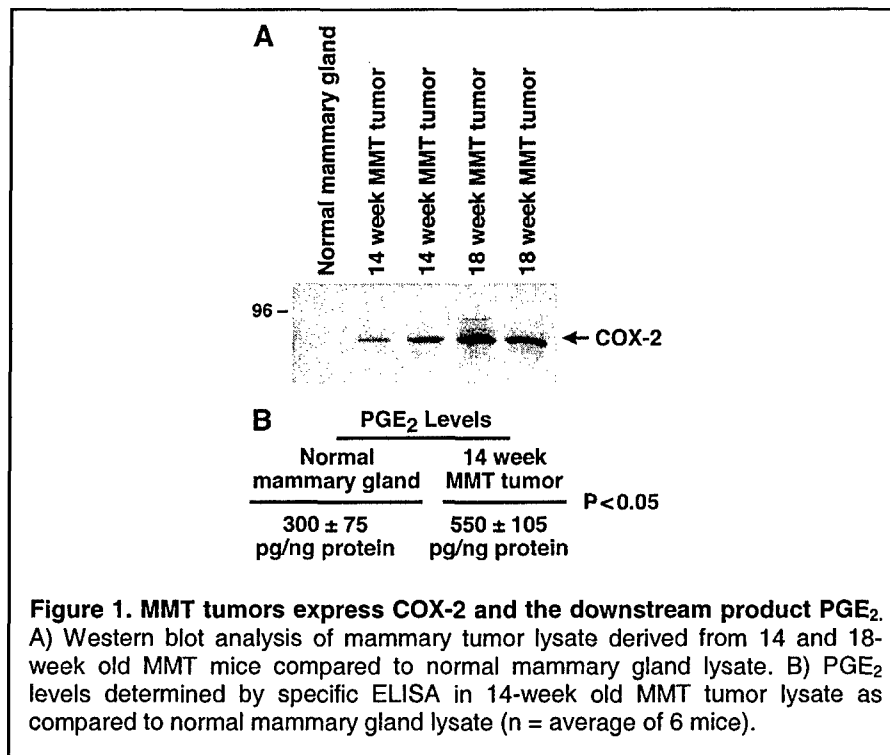 A
Normal mammary gland
14 week MMT tumor
14 week MMT tumor
18 week MMT tumor
18 week MMT tumor
96 –
← COX-2
B
PGE₂ Levels
Normal mammary gland
14 week MMT tumor
P<0.05
300 ± 75 pg/ng protein
550 ± 105 pg/ng protein
Figure 1. MMT tumors express COX-2 and the downstream product PGE₂.
A) Western blot analysis of mammary tumor lysate derived from 14 and 18-
week old MMT mice compared to normal mammary gland lysate. B) PGE₂
levels determined by specific ELISA in 14-week old MMT tumor lysate as
compared to normal mammary gland lysate (n = average of 6 mice).